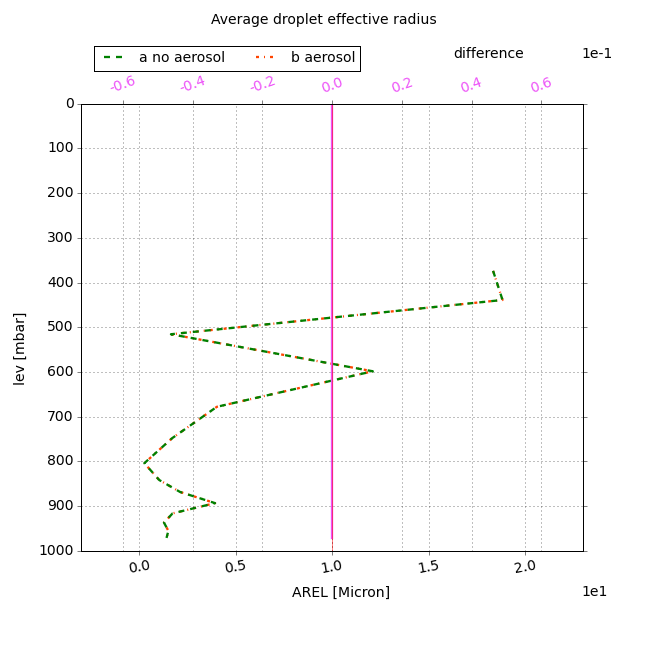 Average droplet effective radius
a no aerosol b aerosol difference 1e-1
-0.6 -0.4 -0.2 0.0 0.2 0.4 0.6
0
100
200
300
400
500
600
700
800
900
1000
lev [mbar]
0.0 0.5 1.0 1.5 2.0
AREL [Micron] 1e1